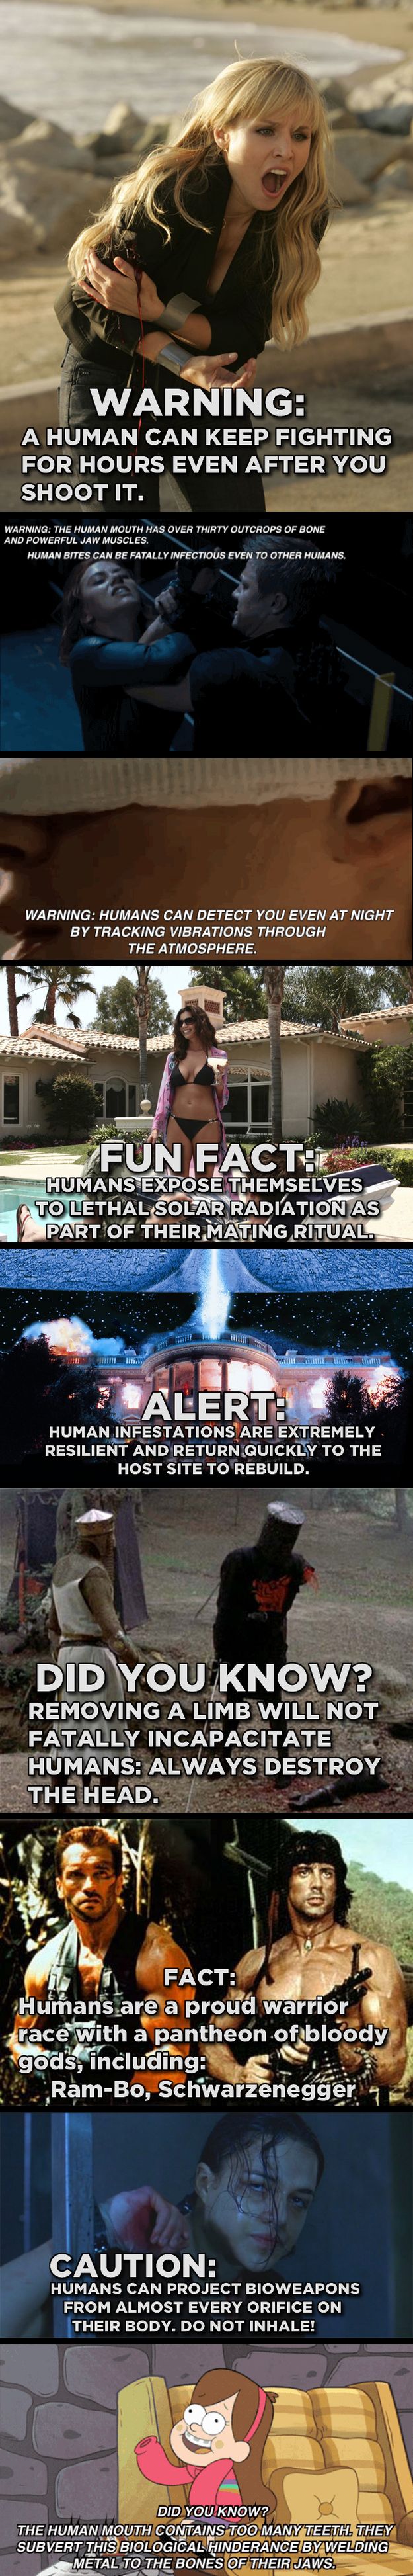 WARNING:
A HUMAN CAN KEEP FIGHTING
FOR HOURS EVEN AFTER YOU
SHOOT IT.
WARNING: THE HUMAN MOUTH HAS OVER THIRTY OUTCROPS OF BONE
AND POWERFUL JAW MUSCLES.
HUMAN BITES CAN BE FATALLY INFECTIOUS EVEN TO OTHER HUMANS.
WARNING: HUMANS CAN DETECT YOU EVEN AT NIGHT
BY TRACKING VIBRATIONS THROUGH
THE ATMOSPHERE.
FUN FACT:
HUMANS EXPOSE THEMSELVES
TO LETHAL SOLAR RADIATION AS
PART OF THEIR MATING RITUAL.
ALERT:
HUMAN INFESTATIONS ARE EXTREMELY
RESILIENT AND RETURN QUICKLY TO THE
HOST SITE TO REBUILD.
DID YOU KNOW?
REMOVING A LIMB WILL NOT
FATALLY INCAPACITATE
HUMANS: ALWAYS DESTROY
THE HEAD.
FACT:
Humans are a proud warrior
race with a pantheon of bloody
gods, including:
Ram-Bo, Schwarzenegger
CAUTION:
HUMANS CAN PROJECT BIOWEAPONS
FROM ALMOST EVERY ORIFICE ON
THEIR BODY. DO NOT INHALE!
DID YOU KNOW?
THE HUMAN MOUTH CONTAINS TOO MANY TEETH. THEY
SUBVERT THIS BIOLOGICAL HINDERANCE BY WELDING
METAL TO THE BONES OF THEIR JAWS.